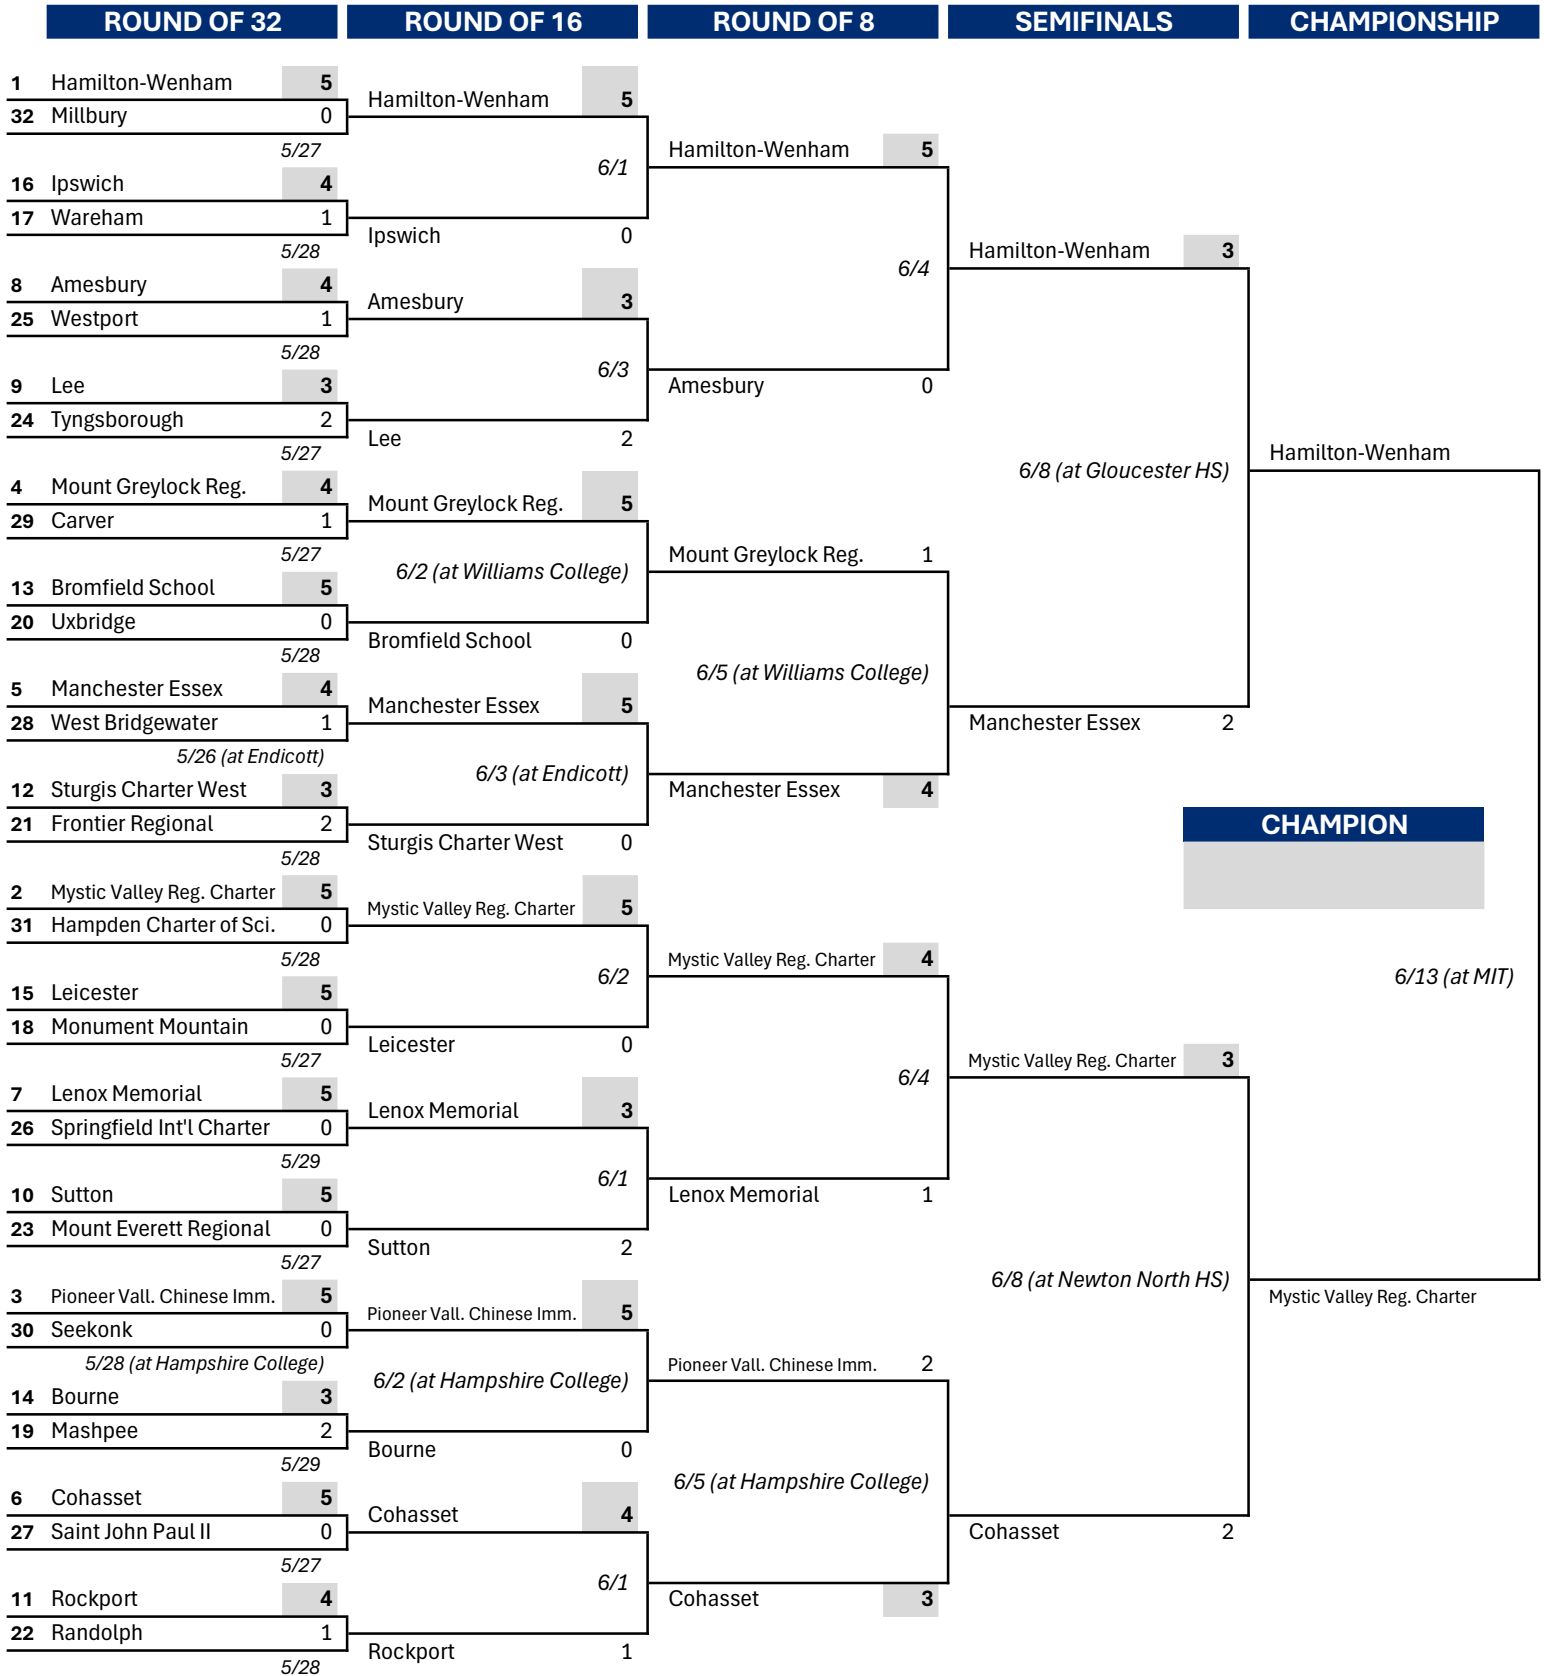 ROUND OF 32
ROUND OF 16
ROUND OF 8
SEMIFINALS
CHAMPIONSHIP
1 Hamilton-Wenham 5
32 Millbury 0
5/27
16 Ipswich 4
17 Wareham 1
5/28
8 Amesbury 4
25 Westport 1
5/28
9 Lee 3
24 Tyngsborough 2
5/27
4 Mount Greylock Reg. 4
29 Carver 1
5/27
13 Bromfield School 5
20 Uxbridge 0
5/28
5 Manchester Essex 4
28 West Bridgewater 1
5/26 (at Endicott)
12 Sturgis Charter West 3
21 Frontier Regional 2
5/28
2 Mystic Valley Reg. Charter 5
31 Hampden Charter of Sci. 0
5/28
15 Leicester 5
18 Monument Mountain 0
5/27
7 Lenox Memorial 5
26 Springfield Int'l Charter 0
5/29
10 Sutton 5
23 Mount Everett Regional 0
5/27
3 Pioneer Vall. Chinese Imm. 5
30 Seekonk 0
5/28 (at Hampshire College)
14 Bourne 3
19 Mashpee 2
5/29
6 Cohasset 5
27 Saint John Paul II 0
5/27
11 Rockport 4
22 Randolph 1
5/28
Hamilton-Wenham 5
6/1
Ipswich 0
Amesbury 3
6/3
Lee 2
Mount Greylock Reg. 5
6/2 (at Williams College)
Bromfield School 0
Manchester Essex 5
6/3 (at Endicott)
Sturgis Charter West 0
Mystic Valley Reg. Charter 5
6/2
Leicester 0
Lenox Memorial 3
6/1
Sutton 2
Pioneer Vall. Chinese Imm. 5
6/2 (at Hampshire College)
Bourne 0
Cohasset 4
6/1
Rockport 1
Hamilton-Wenham 5
6/4
Amesbury 0
Mount Greylock Reg. 1
6/5 (at Williams College)
Manchester Essex 4
Mystic Valley Reg. Charter 4
6/4
Lenox Memorial 1
Pioneer Vall. Chinese Imm. 2
6/5 (at Hampshire College)
Cohasset 3
Hamilton-Wenham 3
6/8 (at Gloucester HS)
Manchester Essex 2
Mystic Valley Reg. Charter 3
6/8 (at Newton North HS)
Cohasset 2
Hamilton-Wenham
CHAMPION
6/13 (at MIT)
Mystic Valley Reg. Charter